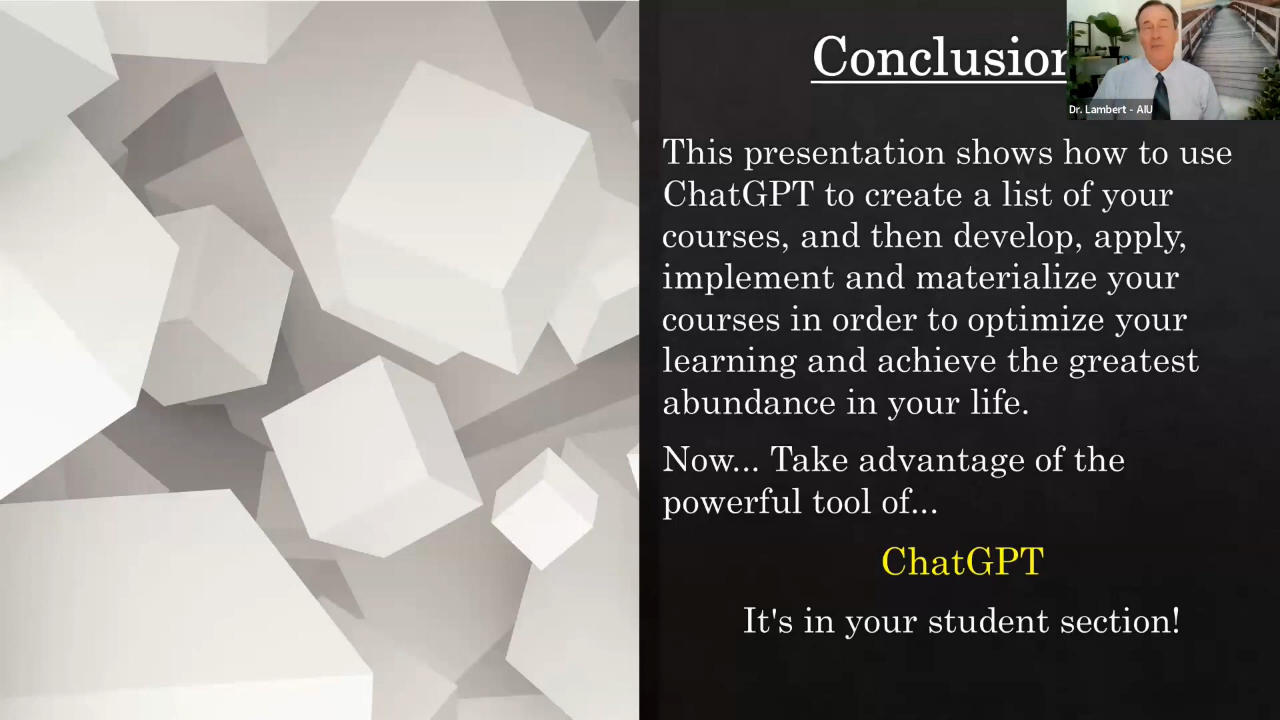 Conclusion
Dr. Lambert - AIU
This presentation shows how to use
ChatGPT to create a list of your
courses, and then develop, apply,
implement and materialize your
courses in order to optimize your
learning and achieve the greatest
abundance in your life.
Now... Take advantage of the
powerful tool of...
ChatGPT
It's in your student section!